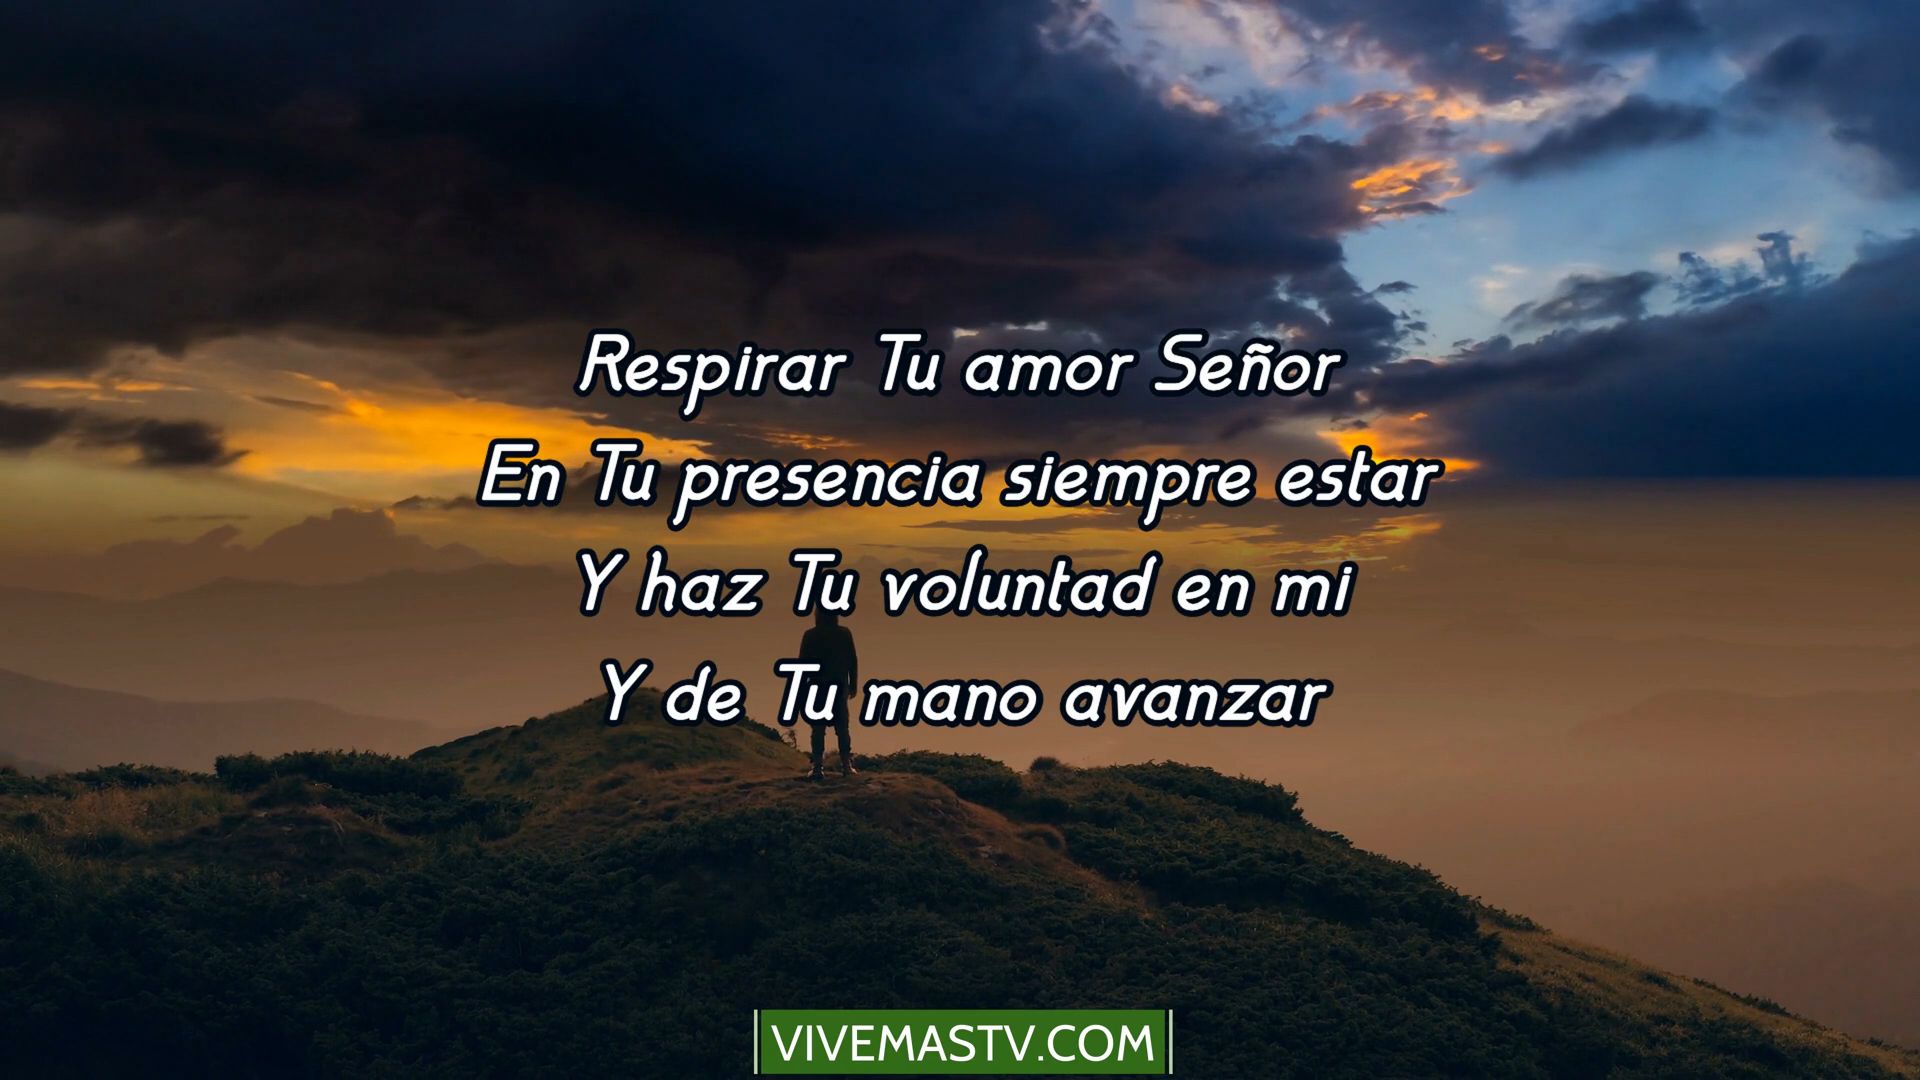 Respirar Tu amor Señor
En Tu presencia siempre estar
Y haz Tu voluntad en mi
Y de Tu mano avanzar
VIVEMASTV.COM